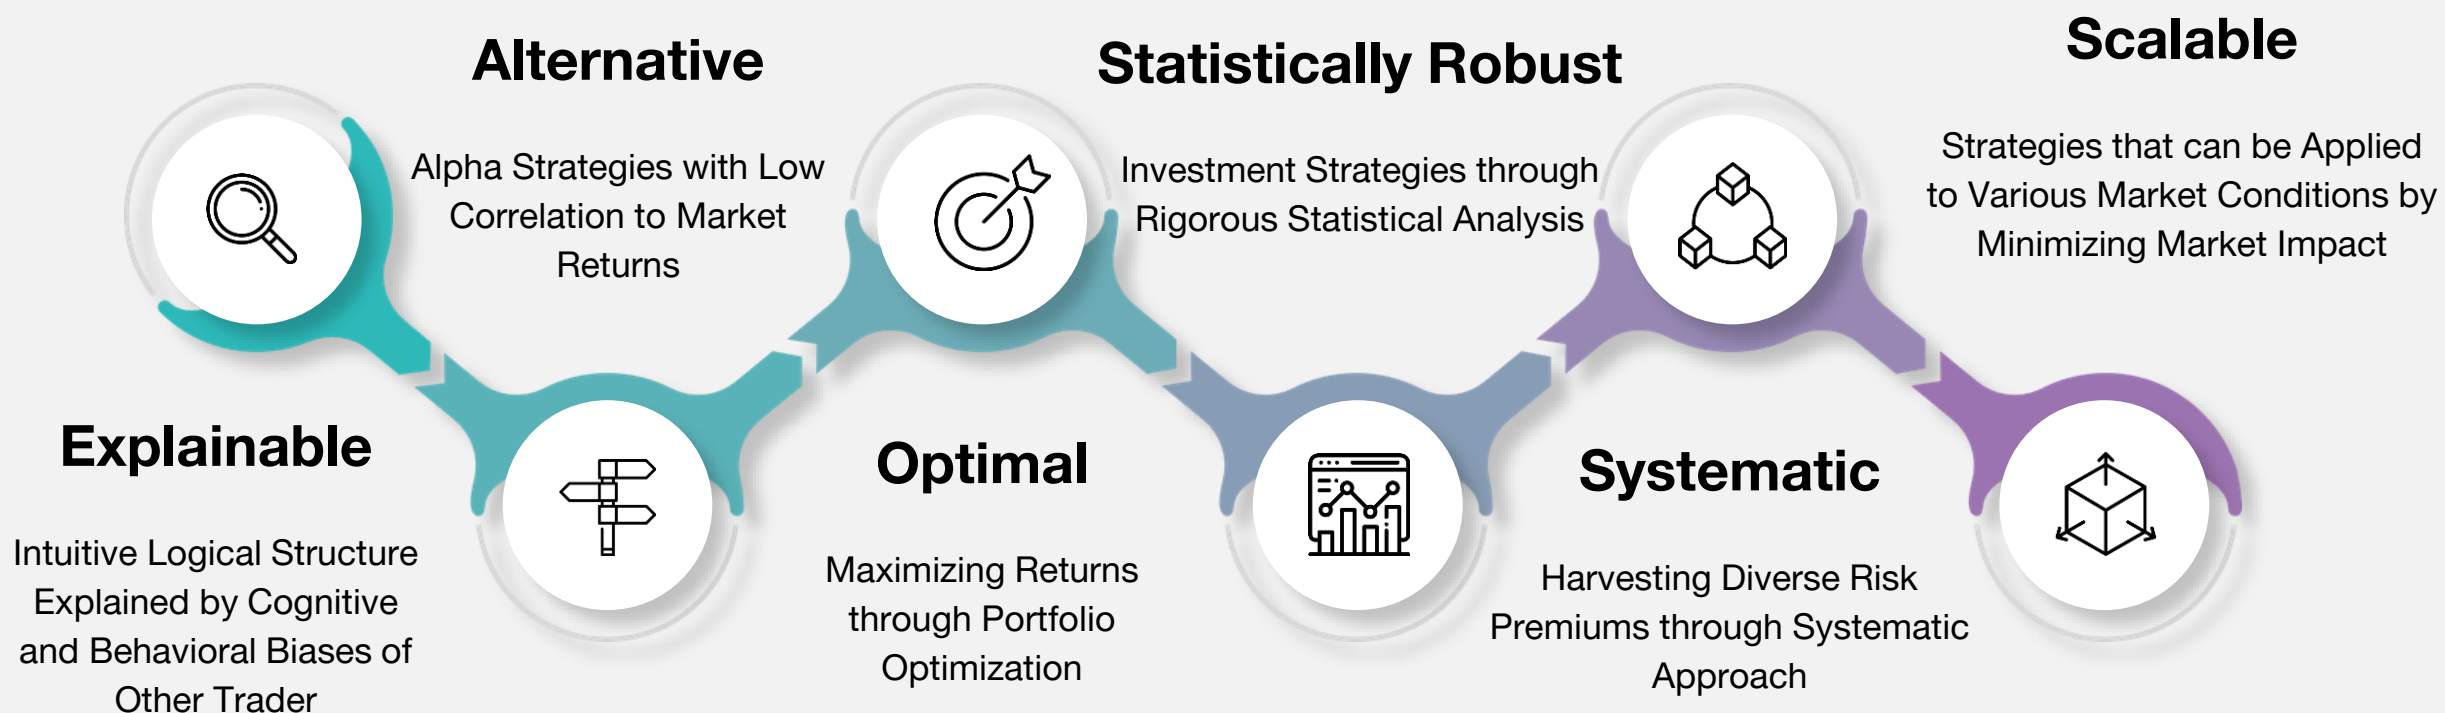 Explainable
Intuitive Logical Structure
Explained by Cognitive
and Behavioral Biases of
Other Trader
Alternative
Alpha Strategies with Low
Correlation to Market
Returns
Optimal
Maximizing Returns
through Portfolio
Optimization
Statistically Robust
Investment Strategies through
Rigorous Statistical Analysis
Systematic
Harvesting Diverse Risk
Premiums through Systematic
Approach
Scalable
Strategies that can be Applied
to Various Market Conditions by
Minimizing Market Impact